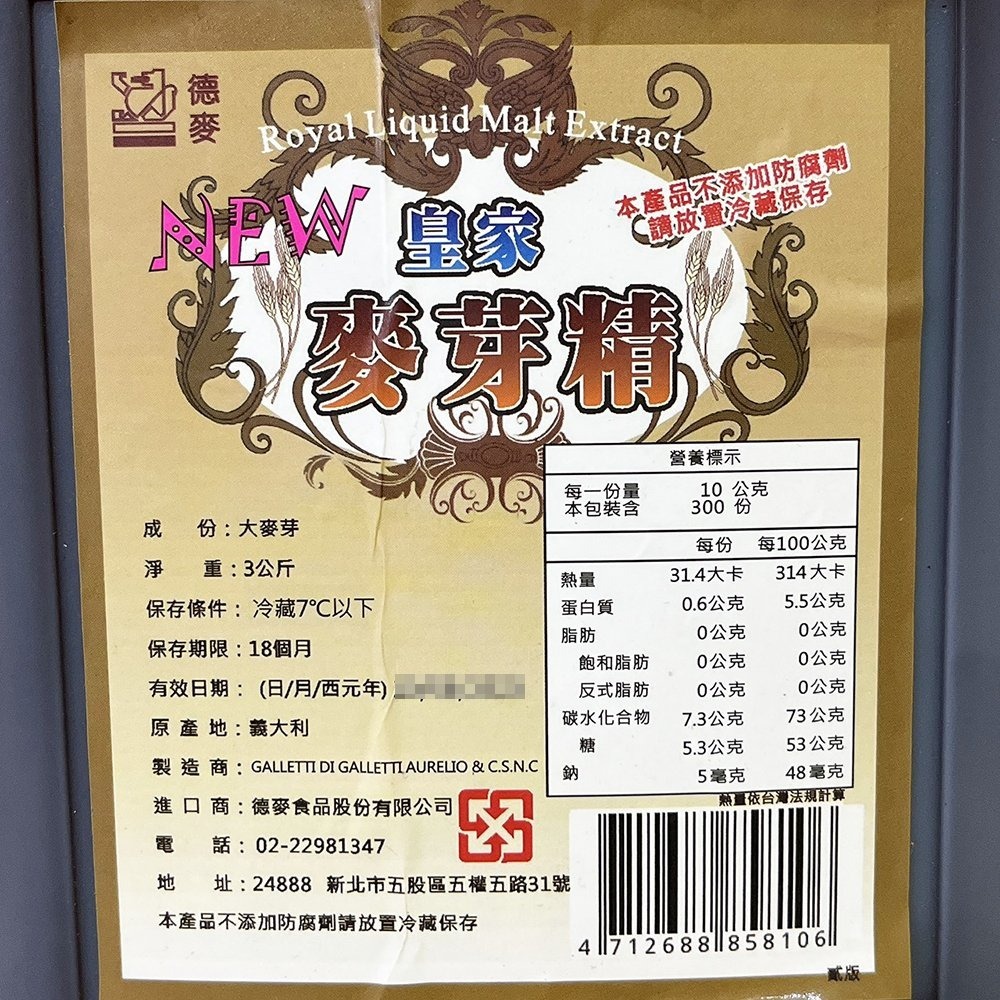 德麥
Royal Liquid Malt Extract
NEW
皇家
本產品不添加防腐劑
請放置冷藏保存
麥芽精
營養標示
每一份量 10 公克
本包裝含 300 份
每份 每100公克
熱量 31.4大卡 314大卡
蛋白質 0.6公克 5.5公克
脂肪 0公克 0公克
飽和脂肪 0公克 0公克
反式脂肪 0公克 0公克
碳水化合物 7.3公克 73公克
糖 5.3公克 53公克
鈉 5毫克 48毫克
熱量依台灣法規計算
成 份：大麥芽
淨 重：3公斤
保存條件：冷藏7℃以下
保存期限：18個月
有效日期：(日/月/西元年)
原 產 地：義大利
製 造 商：GALLETTI DI GALLETTI AURELIO & C.S.N.C
進 口 商：德麥食品股份有限公司
電 話：02-22981347
地 址：24888 新北市五股區五權五路31號
本產品不添加防腐劑請放置冷藏保存
4 712688 858106
貳版